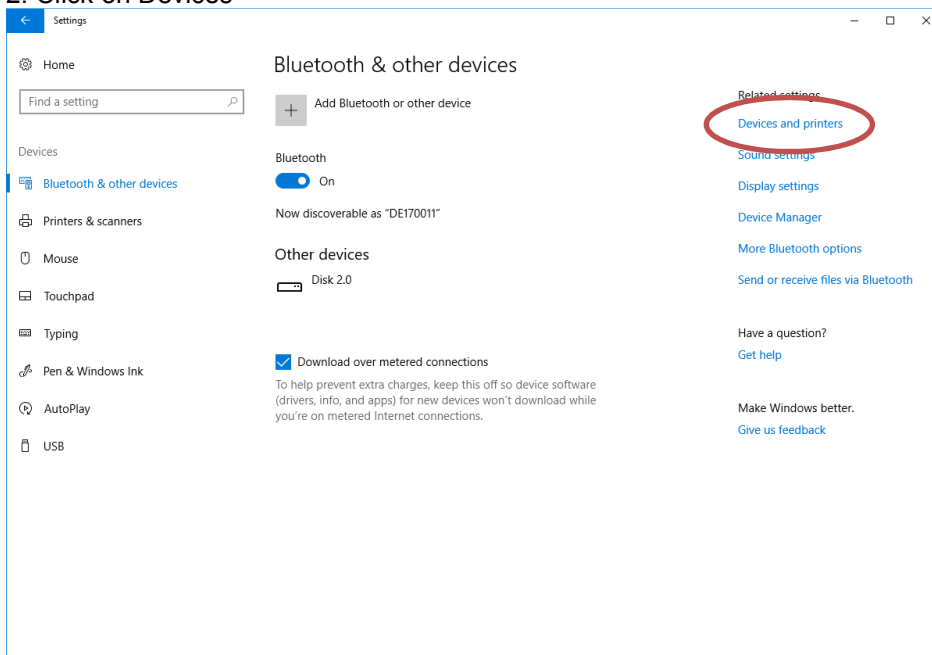 2. Click on Devices
Settings
Home
Find a setting
Devices
Bluetooth & other devices
Printers & scanners
Mouse
Touchpad
Typing
Pen & Windows Ink
AutoPlay
USB
Bluetooth & other devices
Add Bluetooth or other device
Bluetooth
On
Now discoverable as “DE170011”
Other devices
Disk 2.0
Download over metered connections
To help prevent extra charges, keep this off so device software
(drivers, info, and apps) for new devices won’t download while
you’re on metered Internet connections.
Related settings
Devices and printers
Sound settings
Display settings
Device Manager
More Bluetooth options
Send or receive files via Bluetooth
Have a question?
Get help
Make Windows better.
Give us feedback